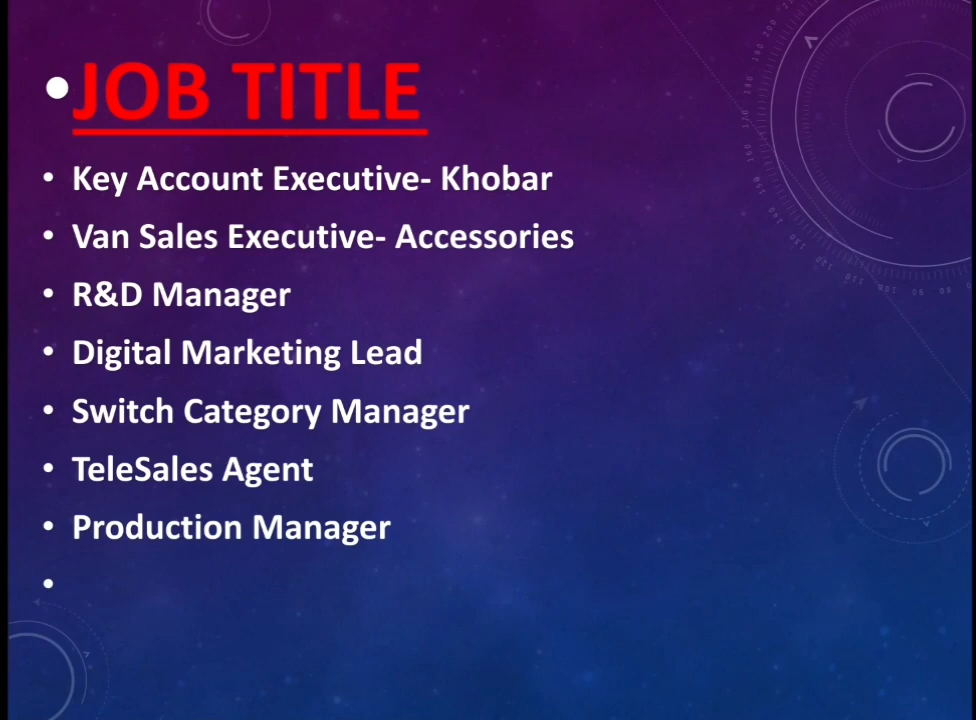 •JOB TITLE
• Key Account Executive- Khobar
• Van Sales Executive- Accessories
• R&D Manager
• Digital Marketing Lead
• Switch Category Manager
• TeleSales Agent
• Production Manager
•